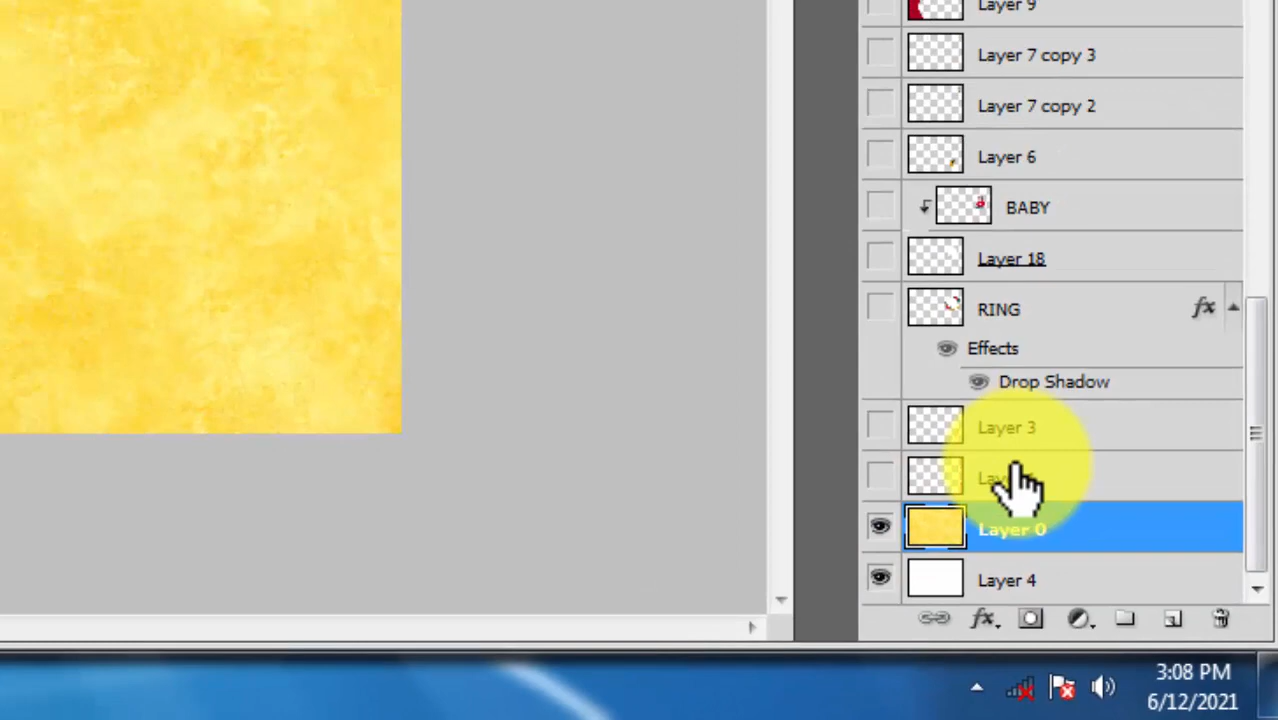 Layer 9
Layer 7 copy 3
Layer 7 copy 2
Layer 6
BABY
Layer 18
RING fx
Effects
Drop Shadow
Layer 3
Layer 0
Layer 4
fx
3:08 PM
6/12/2021